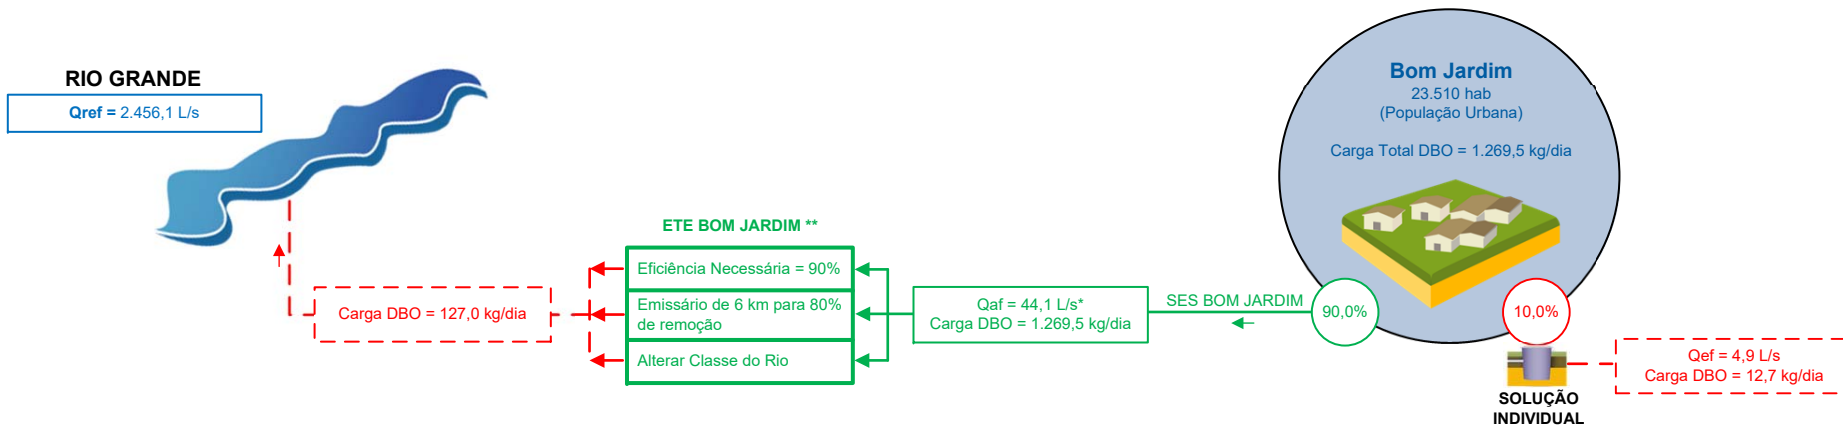 RIO GRANDE
Qref = 2.456,1 L/s
Carga DBO = 127,0 kg/dia
ETE BOM JARDIM **
Eficiência Necessária = 90%
Emissário de 6 km para 80%
de remoção
Alterar Classe do Rio
Qaf = 44,1 L/s*
Carga DBO = 1.269,5 kg/dia
SES BOM JARDIM
Bom Jardim
23.510 hab
(População Urbana)
Carga Total DBO = 1.269,5 kg/dia
90,0%
10,0%
SOLUÇÃO
INDIVIDUAL
Qef = 4,9 L/s
Carga DBO = 12,7 kg/dia